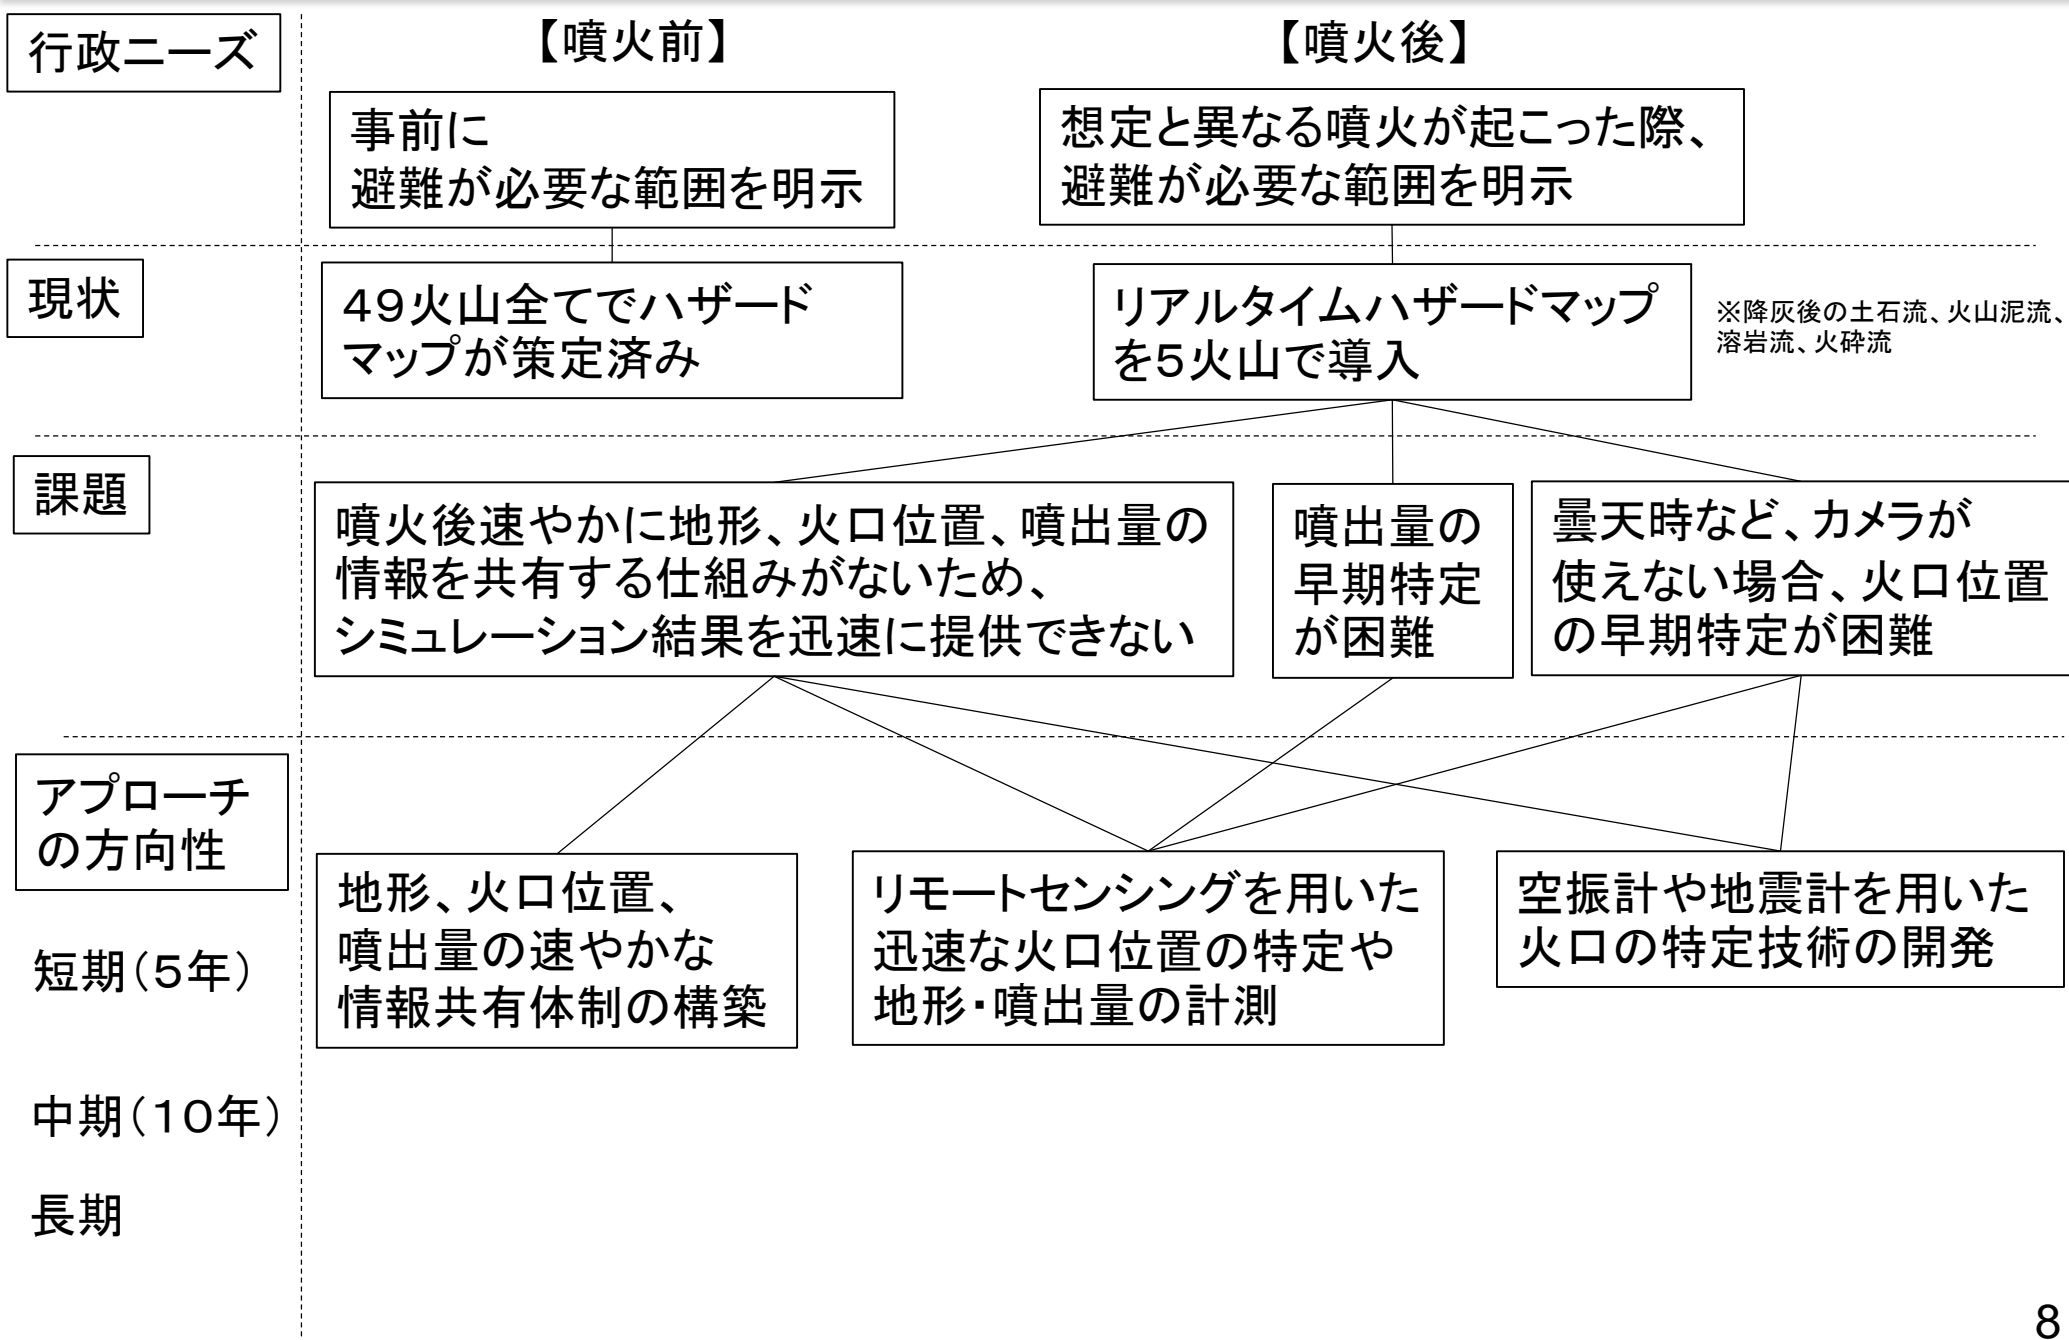 行政ニーズ
【噴火前】
【噴火後】
事前に
避難が必要な範囲を明示
想定と異なる噴火が起こった際、
避難が必要な範囲を明示
現状
49火山全てでハザード
マップが策定済み
リアルタイムハザードマップ
を5火山で導入
※降灰後の土石流、火山泥流、
溶岩流、火砕流
課題
噴火後速やかに地形、火口位置、噴出量の
情報を共有する仕組みがないため、
シミュレーション結果を迅速に提供できない
噴出量の
早期特定
が困難
曇天時など、カメラが
使えない場合、火口位置
の早期特定が困難
アプローチ
の方向性
短期(5年)
地形、火口位置、
噴出量の速やかな
情報共有体制の構築
リモートセンシングを用いた
迅速な火口位置の特定や
地形・噴出量の計測
空振計や地震計を用いた
火口の特定技術の開発
中期(10年)
長期
8